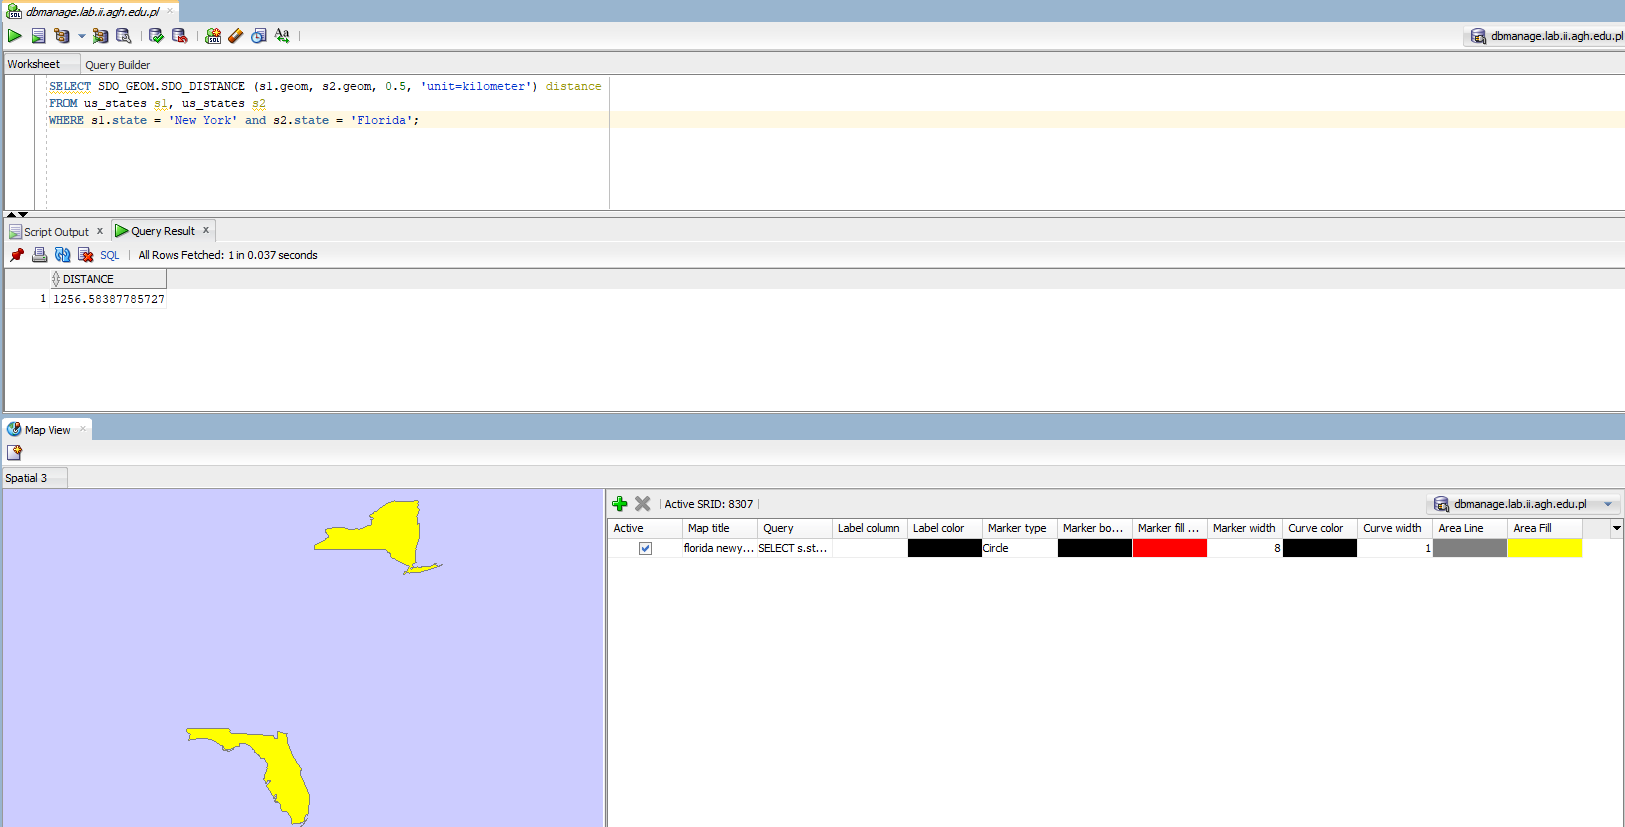 dbmanage.lab.ii.agh.edu.pl
dbmanage.lab.ii.agh.edu.pl
Worksheet Query Builder
SELECT SDO_GEOM.SDO_DISTANCE (s1.geom, s2.geom, 0.5, 'unit=kilometer') distance
FROM us_states s1, us_states s2
WHERE s1.state = 'New York' and s2.state = 'Florida';
Script Output x Query Result x
SQL All Rows Fetched: 1 in 0.037 seconds
DISTANCE
1 1256.58387785727
Map View
Spatial 3
Active SRID: 8307 dbmanage.lab.ii.agh.edu.pl
Active Map title Query Label column Label color Marker type Marker bo... Marker fill ... Marker width Curve color Curve width Area Line Area Fill
florida newy... SELECT s.st... Circle 8 1